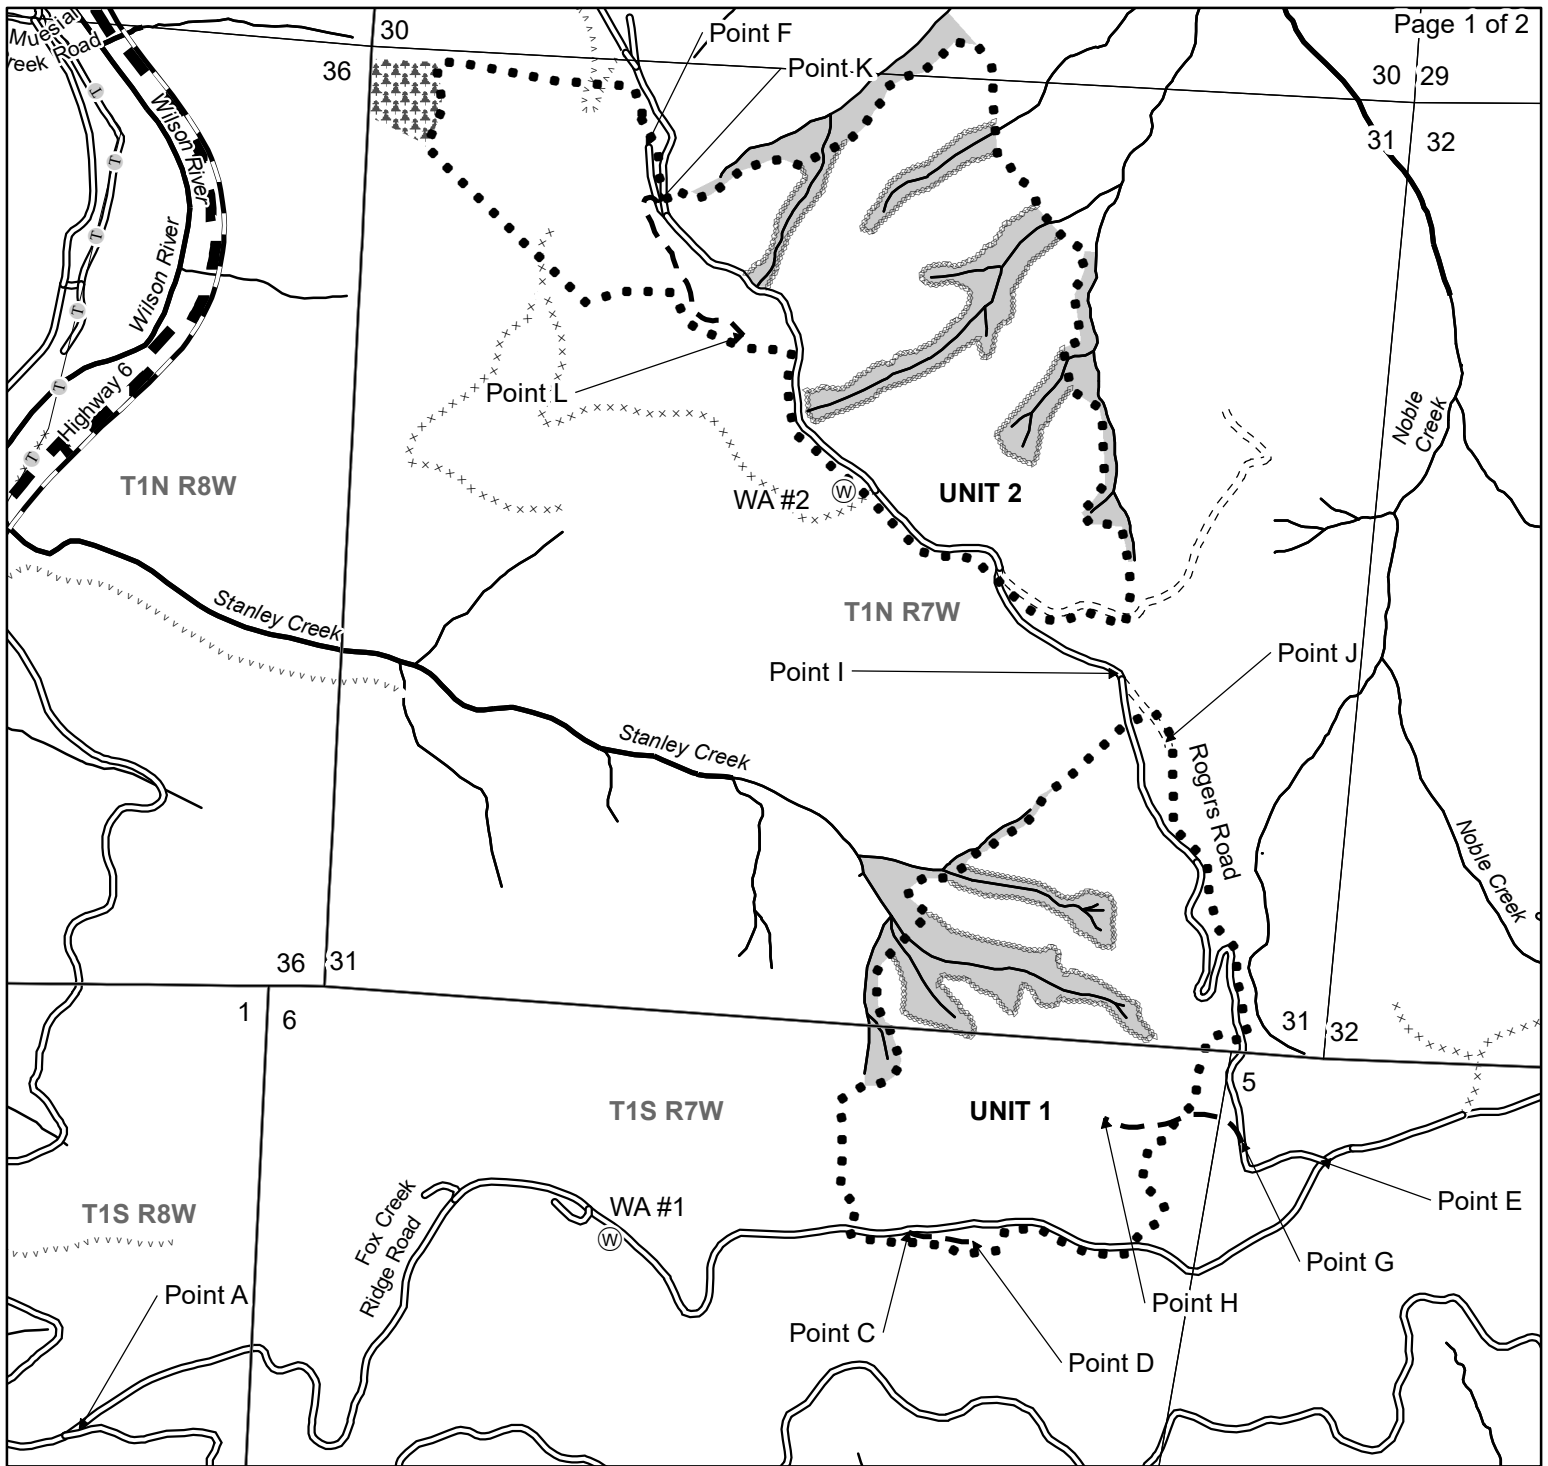 Page 1 of 2
Muesial
reek Road
30
36
Point F
Point K
30
29
31
32
Wilson River
Wilson River
Highway 6
T
T
T
T
T
T
T1N R8W
Point L
WA #2
W
UNIT 2
Noble
Creek
T1N R7W
Stanley Creek
Point I
Point J
Stanley Creek
Rogers Road
Noble Creek
36
31
1
6
31
32
5
T1S R7W
UNIT 1
T1S R8W
Fox Creek
Ridge Road
WA #1
W
Point E
Point G
Point A
Point H
Point C
Point D